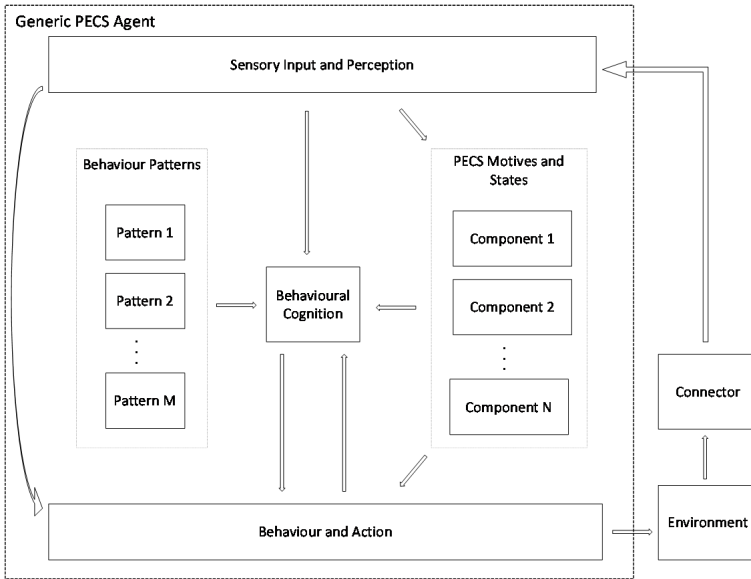 Generic PECS Agent
Sensory Input and Perception
Behaviour Patterns
Pattern 1
Pattern 2
Pattern M
PECS Motives and
States
Component 1
Component 2
Component N
Behavioural
Cognition
Behaviour and Action
Connector
Environment